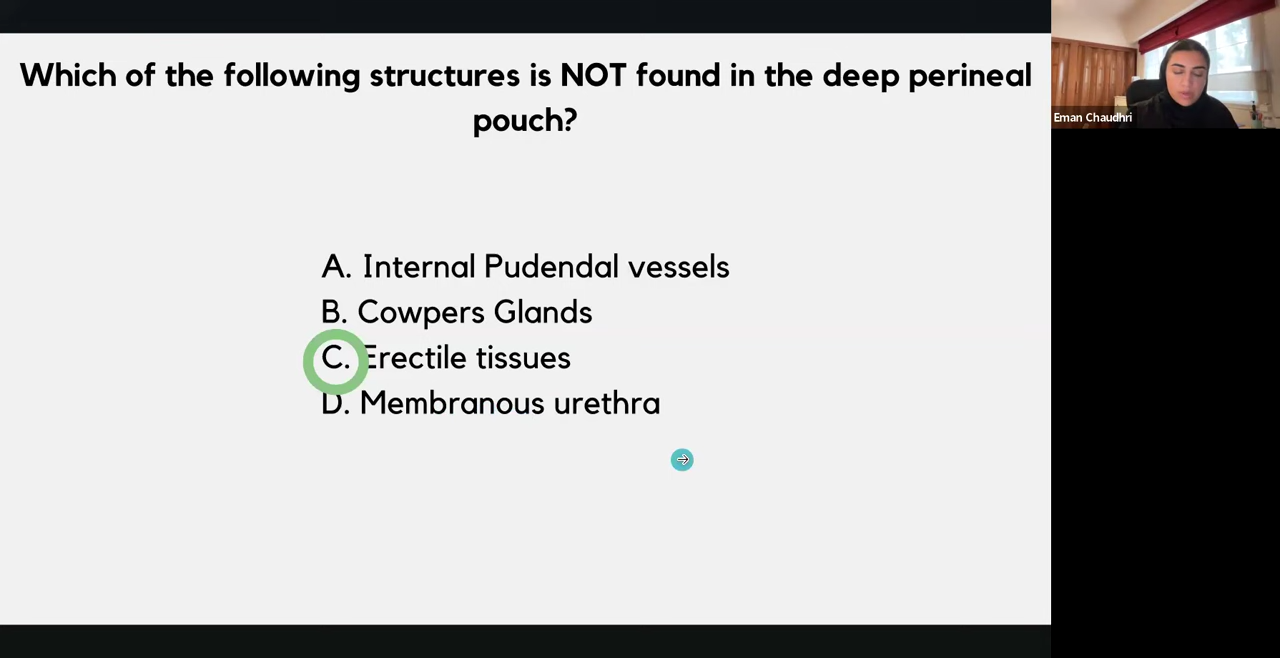 Which of the following structures is NOT found in the deep perineal
pouch?
A. Internal Pudendal vessels
B. Cowpers Glands
C. Erectile tissues
D. Membranous urethra
Eman Chaudhri